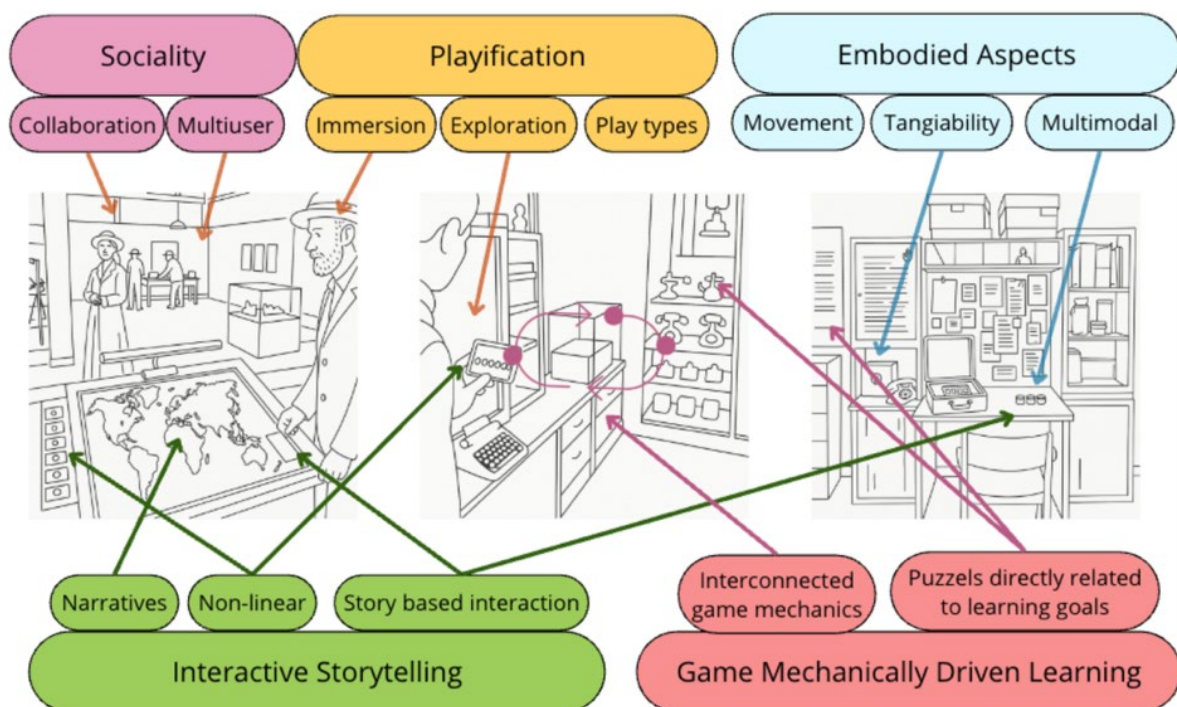 Sociality
Playification
Embodied Aspects
Collaboration
Multiuser
Immersion
Exploration
Play types
Movement
Tangiability
Multimodal
Narratives
Non-linear
Story based interaction
Interconnected
game mechanics
Puzzels directly related
to learning goals
Interactive Storytelling
Game Mechanically Driven Learning